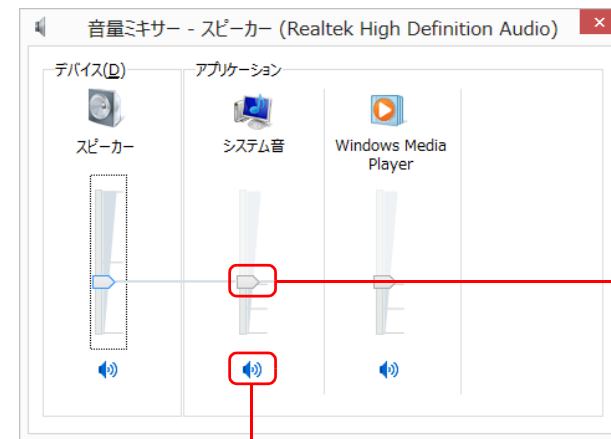 音量ミキサー - スピーカー (Realtek High Definition Audio)
デバイス(D)
アプリケーション
スピーカー
システム音
Windows Media
Player